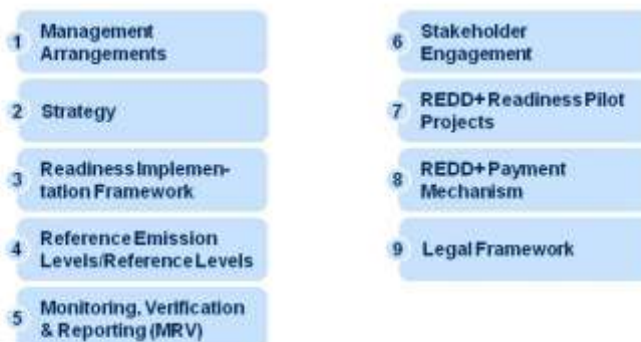 1 Management
Arrangements
2 Strategy
3 Readiness Implemen-
tation Framework
4 Reference Emission
Levels/Reference Levels
5 Monitoring, Verification
& Reporting (MRV)
6 Stakeholder
Engagement
7 REDD+ Readiness Pilot
Projects
8 REDD+ Payment
Mechanism
9 Legal Framework